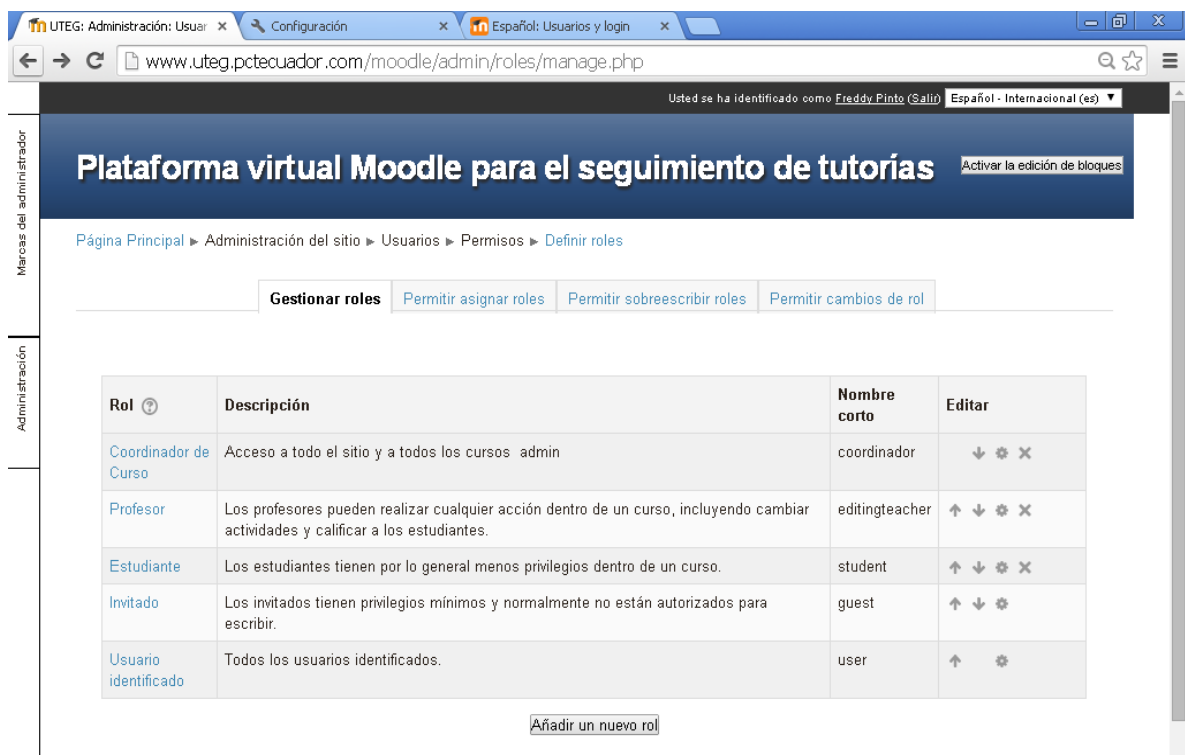 UTEG: Administración: Usuar
Configuración
Español: Usuarios y login
www.uteg.pctecuador.com/moodle/admin/roles/manage.php
Usted se ha identificado como Freddy Pinto (Salir) Español - Internacional (es)
Marcas del administrador
Administración
Plataforma virtual Moodle para el seguimiento de tutorías
Activar la edición de bloques
Página Principal ► Administración del sitio ► Usuarios ► Permisos ► Definir roles
Gestionar roles Permitir asignar roles Permitir sobreescribir roles Permitir cambios de rol
Rol Descripción Nombre corto Editar
Coordinador de Curso Acceso a todo el sitio y a todos los cursos admin coordinador
Profesor Los profesores pueden realizar cualquier acción dentro de un curso, incluyendo cambiar
actividades y calificar a los estudiantes. editingteacher
Estudiante Los estudiantes tienen por lo general menos privilegios dentro de un curso. student
Invitado Los invitados tienen privilegios mínimos y normalmente no están autorizados para
escribir. guest
Usuario identificado Todos los usuarios identificados. user
Añadir un nuevo rol